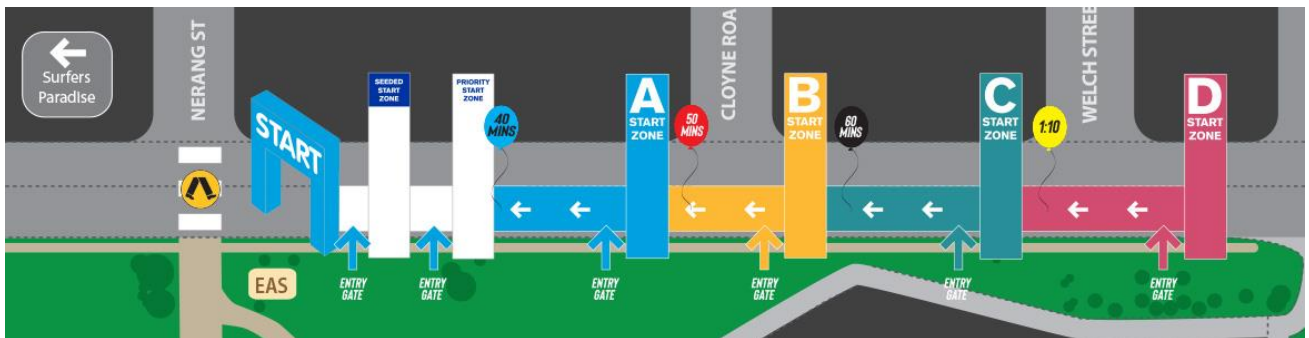 Surfers
Paradise
NERANG ST
START
SEEDED
START
ZONE
PRIORITY
START
ZONE
40
MINS
A
START
ZONE
50
MINS
CLOYNE ROA
B
START
ZONE
60
MINS
C
START
ZONE
1:10
WELCH STREE
D
START
ZONE
EAS
ENTRY
GATE
ENTRY
GATE
ENTRY
GATE
ENTRY
GATE
ENTRY
GATE
ENTRY
GATE